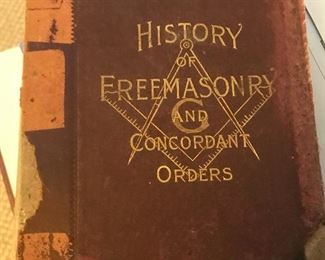 HISTORY
OF
FREEMASONRY
AND
G
CONCORDANT
ORDERS